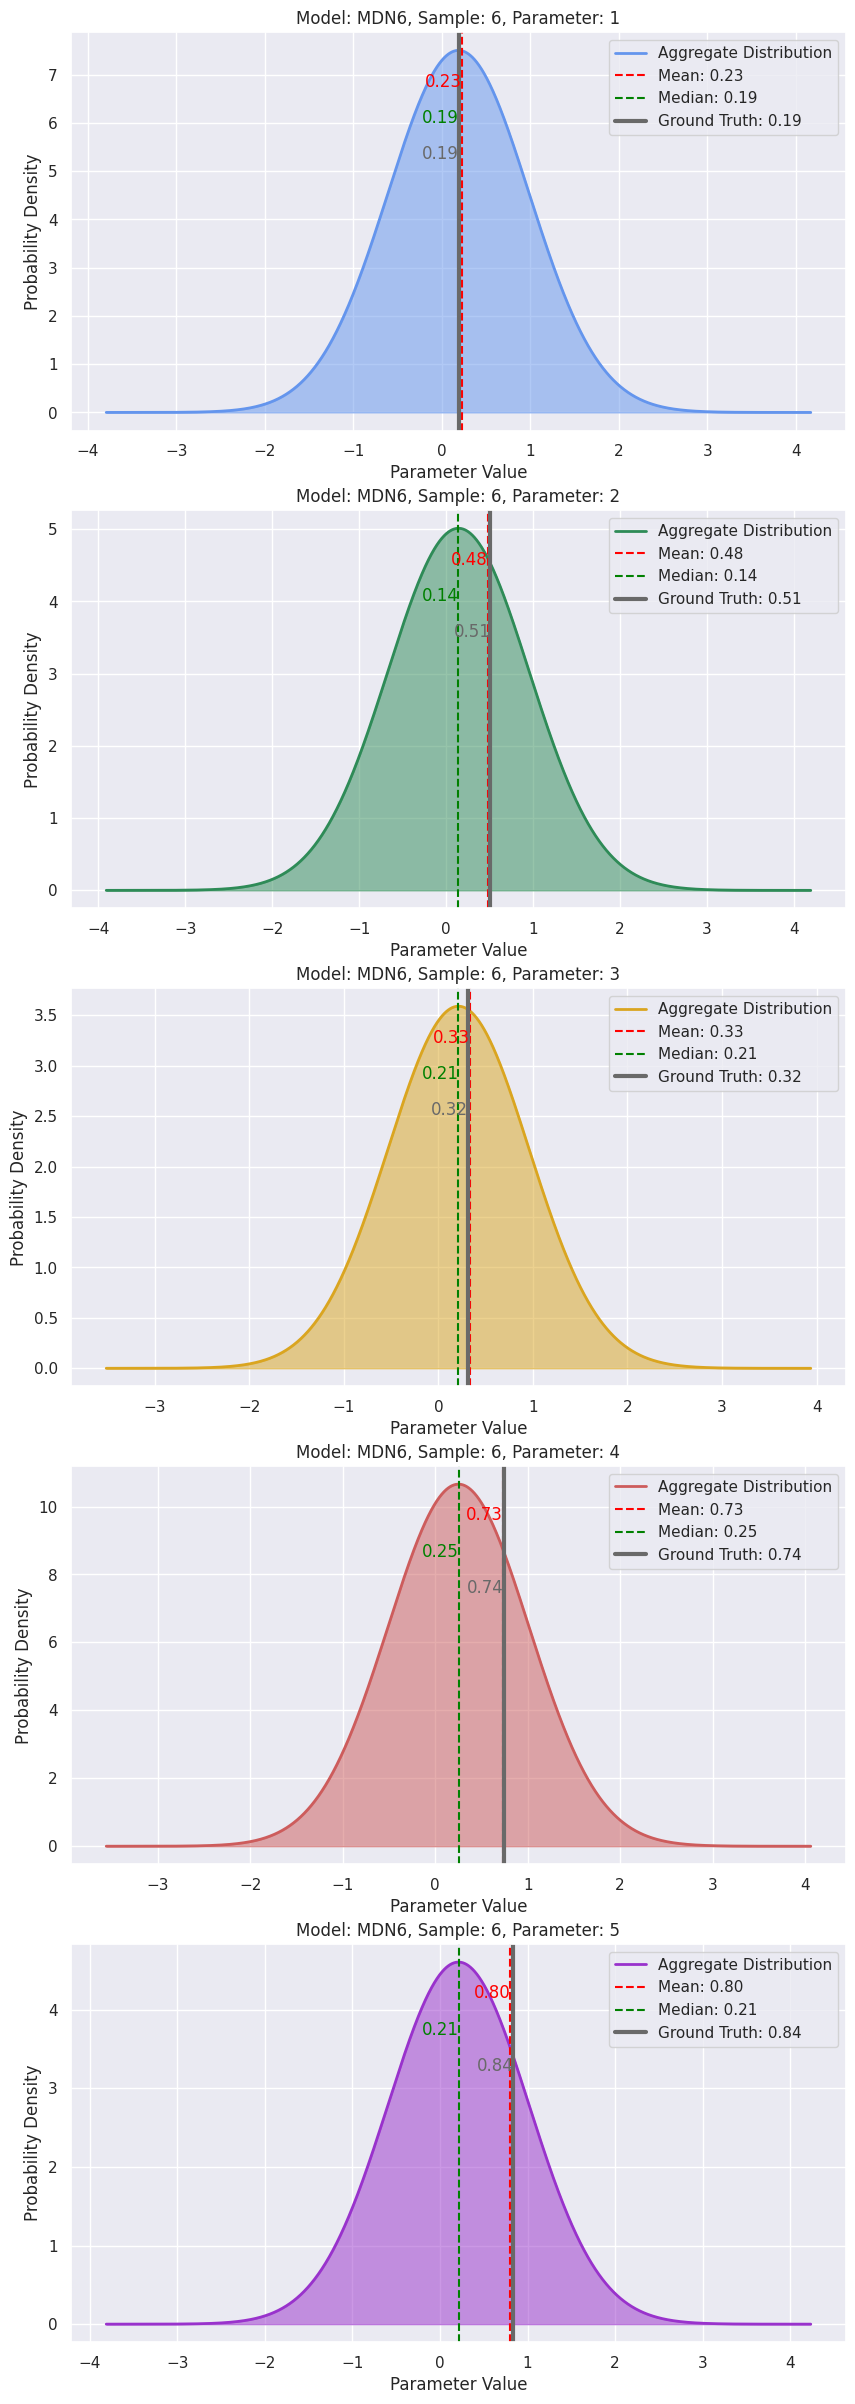 Model: MDN6, Sample: 6, Parameter: 1
Aggregate Distribution
Mean: 0.23
Median: 0.19
Ground Truth: 0.19
0.23
0.19
0.19
Probability Density
7
6
5
4
3
2
1
0
−4 −3 −2 −1 0 1 2 3 4
Parameter Value
Model: MDN6, Sample: 6, Parameter: 2
Aggregate Distribution
Mean: 0.48
Median: 0.14
Ground Truth: 0.51
0.48
0.14
0.51
Probability Density
5
4
3
2
1
0
−4 −3 −2 −1 0 1 2 3 4
Parameter Value
Model: MDN6, Sample: 6, Parameter: 3
Aggregate Distribution
Mean: 0.33
Median: 0.21
Ground Truth: 0.32
0.33
0.21
0.32
Probability Density
3.5
3.0
2.5
2.0
1.5
1.0
0.5
0.0
−3 −2 −1 0 1 2 3 4
Parameter Value
Model: MDN6, Sample: 6, Parameter: 4
Aggregate Distribution
Mean: 0.73
Median: 0.25
Ground Truth: 0.74
0.73
0.25
0.74
Probability Density
10
8
6
4
2
0
−3 −2 −1 0 1 2 3 4
Parameter Value
Model: MDN6, Sample: 6, Parameter: 5
Aggregate Distribution
Mean: 0.80
Median: 0.21
Ground Truth: 0.84
0.80
0.21
0.84
Probability Density
4
3
2
1
0
−4 −3 −2 −1 0 1 2 3 4
Parameter Value